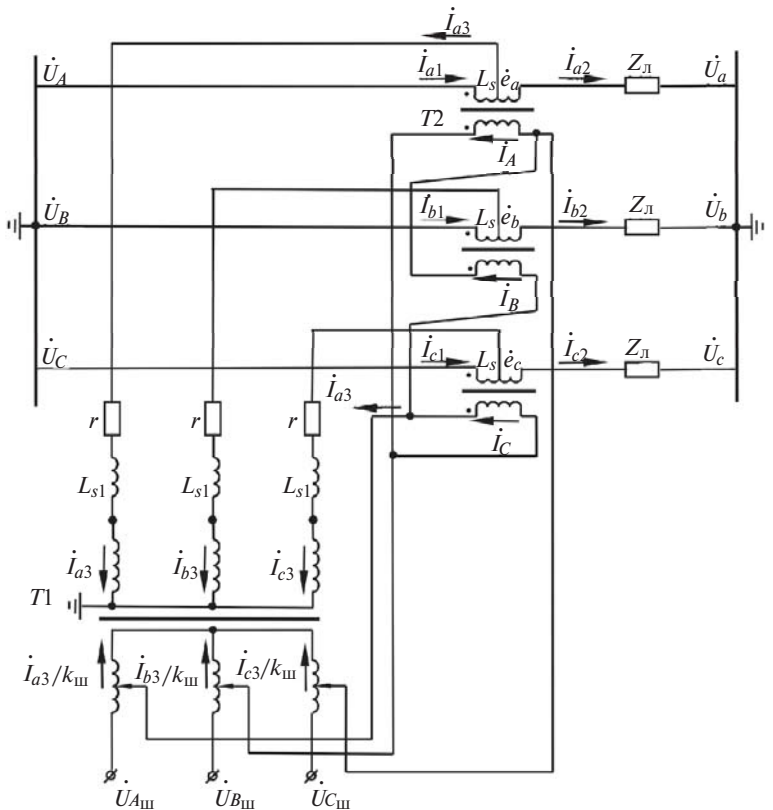 İa3
U̇A İa1 Ls ėa İa2 Zл U̇a
T2
İA
U̇B İb1 Ls ėb İb2 Zл U̇b
İB
U̇C İc1 Ls ėc İc2 Zл U̇c
İa3
r r r
İC
Ls1 Ls1 Ls1
İa3 İb3 İc3
T1
İa3/kш İb3/kш İc3/kш
U̇Aш U̇Bш U̇Cш